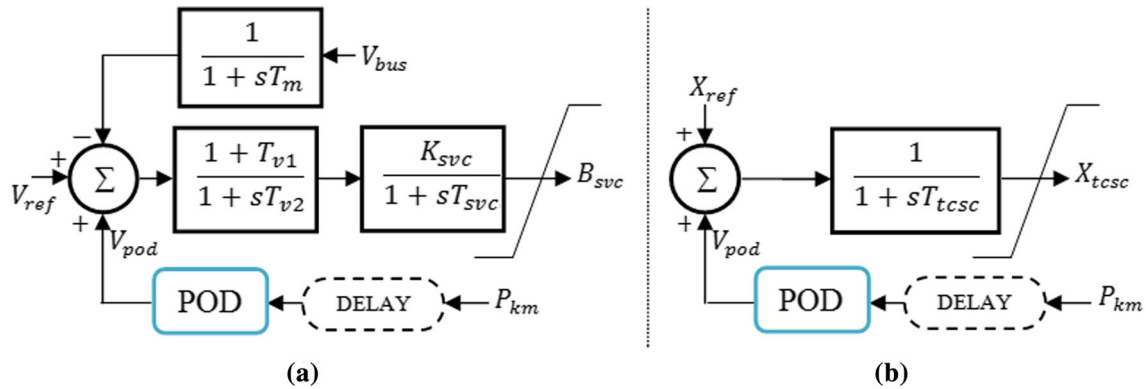 1
1 + sT_m
V_bus
−
+
V_ref
Σ
+
V_pod
1 + T_v1
1 + sT_v2
K_svc
1 + sT_svc
B_svc
POD
DELAY
P_km
(a)
X_ref
+
Σ
+
V_pod
1
1 + sT_tcsc
X_tcsc
POD
DELAY
P_km
(b)